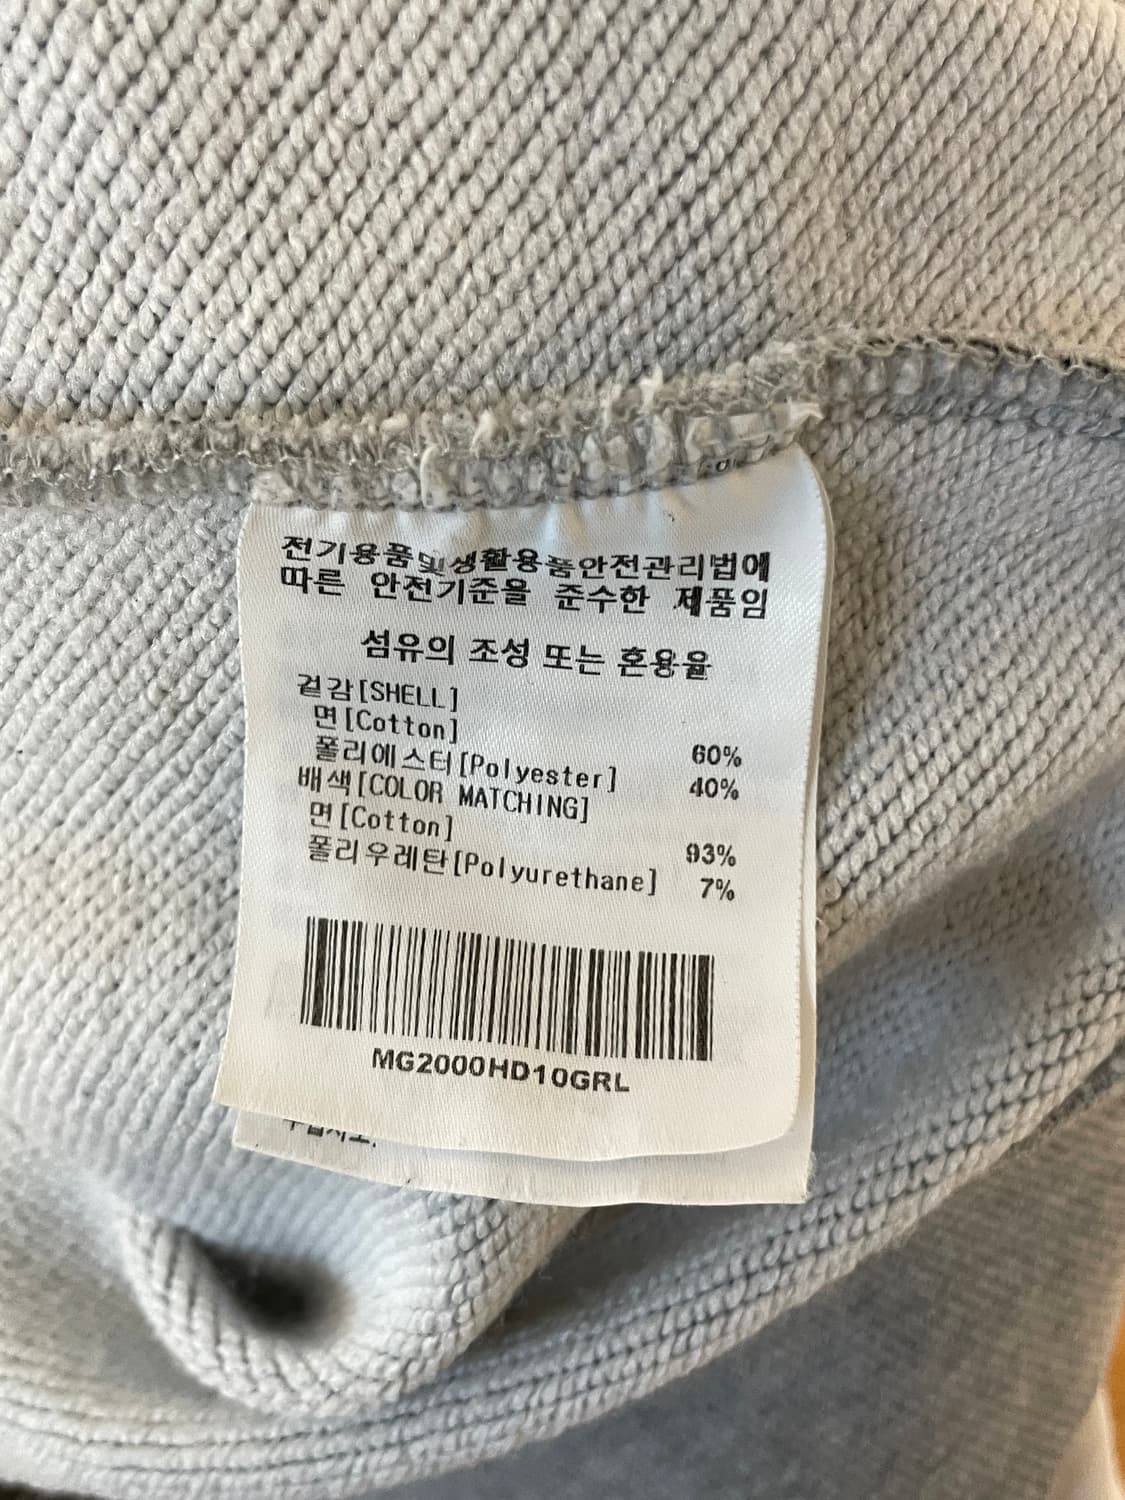 전기용품및생활용품안전관리법에
따른 안전기준을 준수한 제품임
섬유의 조성 또는 혼용율
겉감[SHELL]
면[Cotton] 60%
폴리에스터[Polyester] 40%
배색[COLOR MATCHING]
면[Cotton] 93%
폴리우레탄[Polyurethane] 7%
MG2000HD10GRL